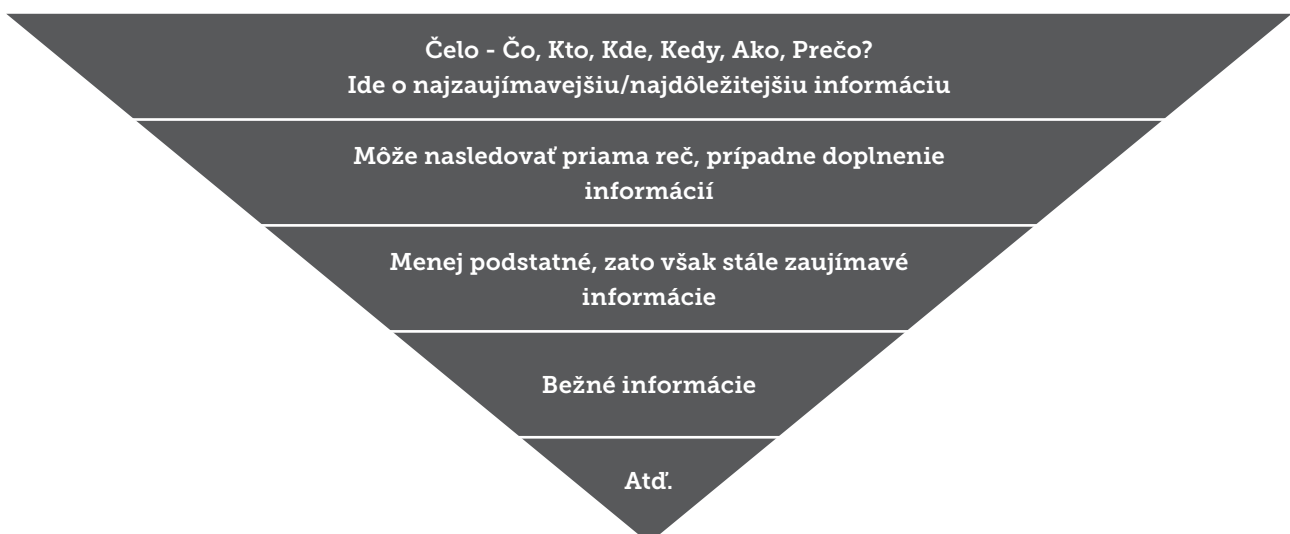 Čelo - Čo, Kto, Kde, Kedy, Ako, Prečo?
Ide o najzaujímavejšiu/najdôležitejšiu informáciu
Môže nasledovať priama reč, prípadne doplnenie
informácií
Menej podstatné, zato však stále zaujímavé
informácie
Bežné informácie
Atď.